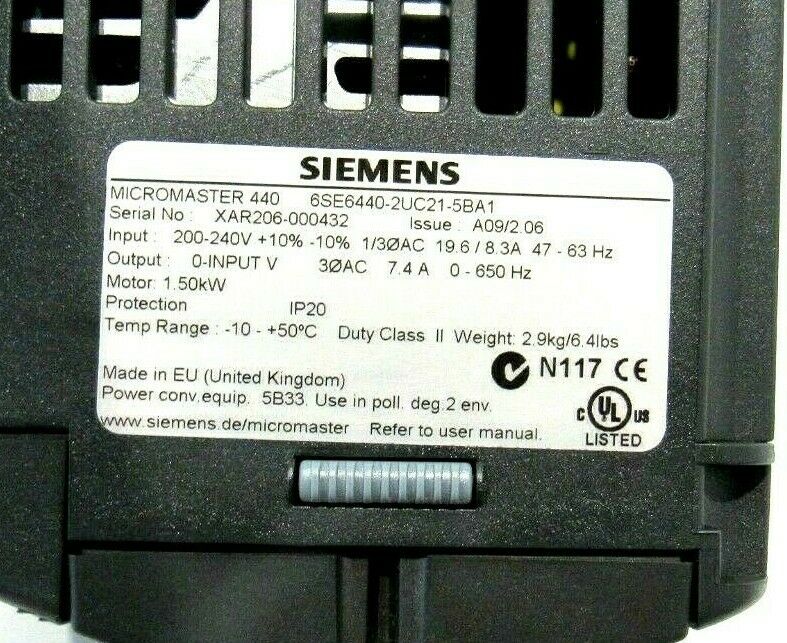 SIEMENS
MICROMASTER 440 6SE6440-2UC21-5BA1
Serial No : XAR206-000432 Issue : A09/2.06
Input : 200-240V +10% -10% 1/3ØAC 19.6 / 8.3A 47 - 63 Hz
Output : 0-INPUT V 3ØAC 7.4 A 0 - 650 Hz
Motor: 1.50kW
Protection IP20
Temp Range : -10 - +50ºC Duty Class II Weight: 2.9kg/6.4lbs
N117 CE
Made in EU (United Kingdom)
Power conv.equip. 5B33. Use in poll. deg.2 env.
C UL US
www.siemens.de/micromaster Refer to user manual.
LISTED